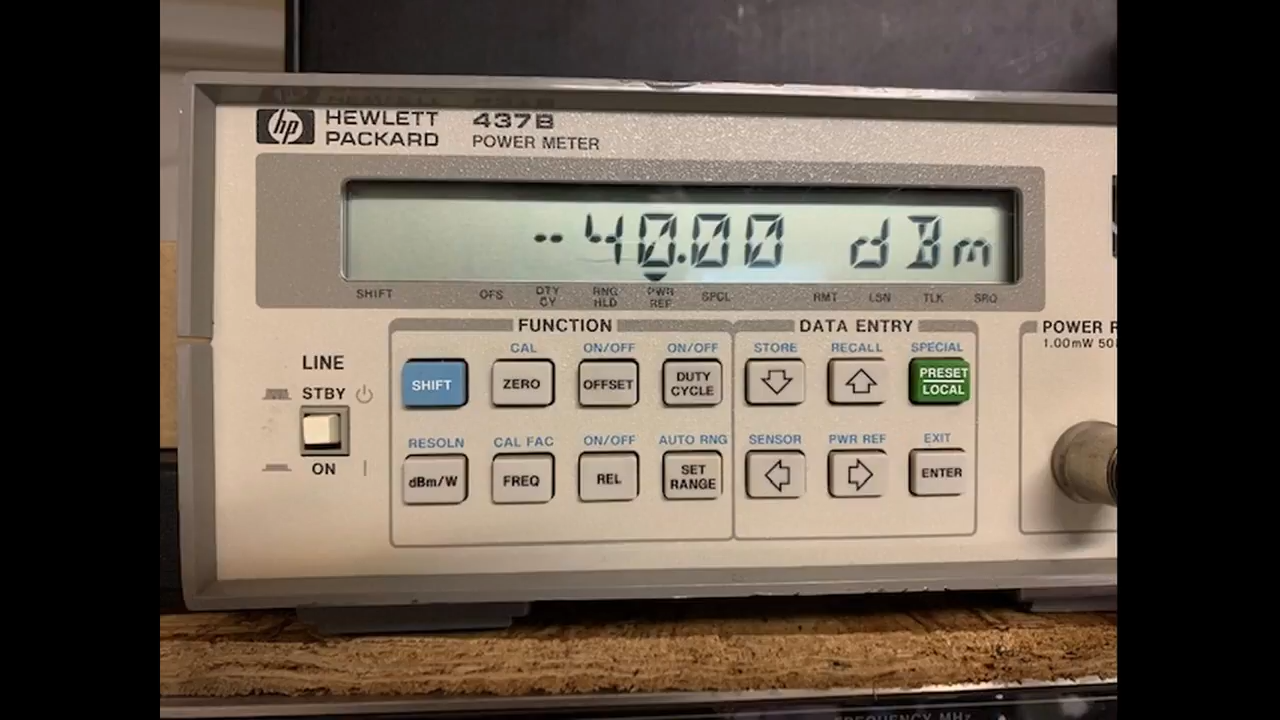 hp HEWLETT PACKARD 437B
POWER METER
-40.00 dBm
SHIFT OFS DTY CY RNG HLD PWR REF SPCL RMT LSN TLK SRQ
FUNCTION
DATA ENTRY
POWER R
1.00mW 50
LINE
STBY
ON
CAL ON/OFF ON/OFF STORE RECALL SPECIAL
SHIFT ZERO OFFSET DUTY CYCLE PRESET LOCAL
RESOLN CAL FAC ON/OFF AUTO RNG SENSOR PWR REF EXIT
dBm/W FREQ REL SET RANGE ENTER
FREQUENCY MHz